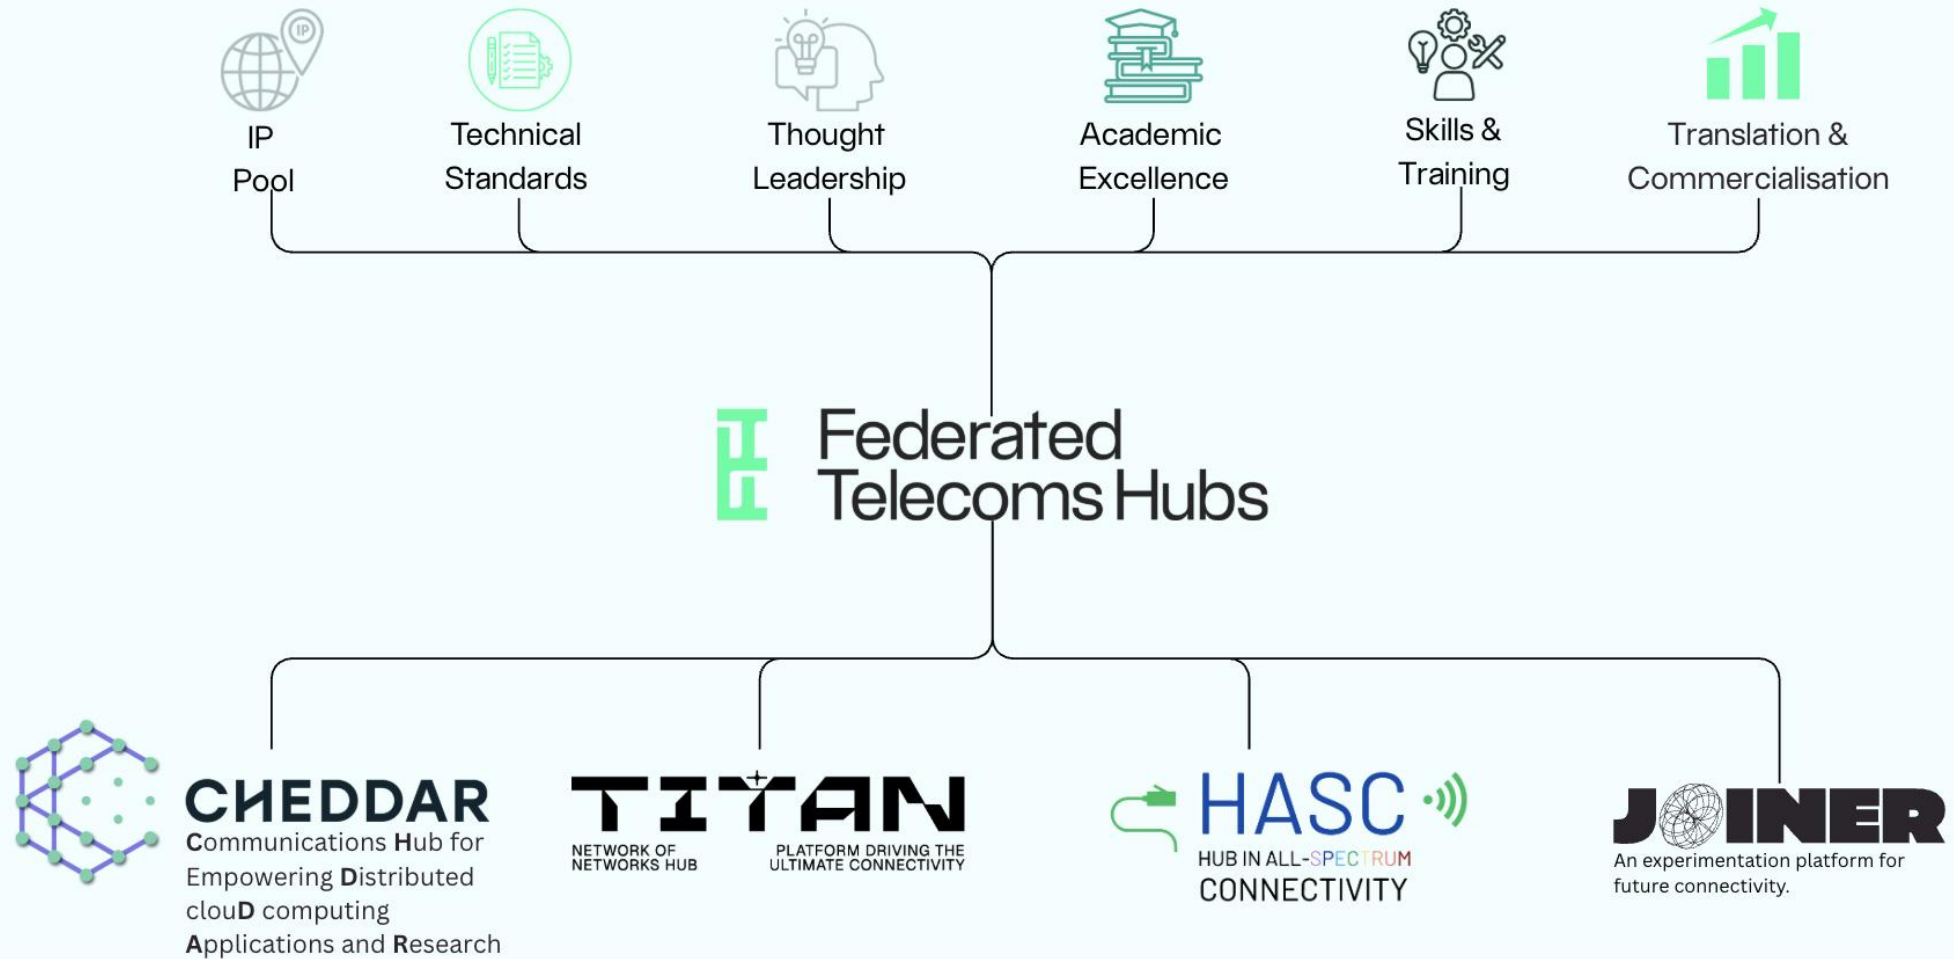 IP
IP
Pool
Technical
Standards
Thought
Leadership
Academic
Excellence
Skills &
Training
Translation &
Commercialisation
Federated
Telecoms Hubs
CHEDDAR
Communications Hub for
Empowering Distributed
clouD computing
Applications and Research
TITAN
NETWORK OF
NETWORKS HUB
PLATFORM DRIVING THE
ULTIMATE CONNECTIVITY
HASC
HUB IN ALL-SPECTRUM
CONNECTIVITY
JOINER
An experimentation platform for
future connectivity.